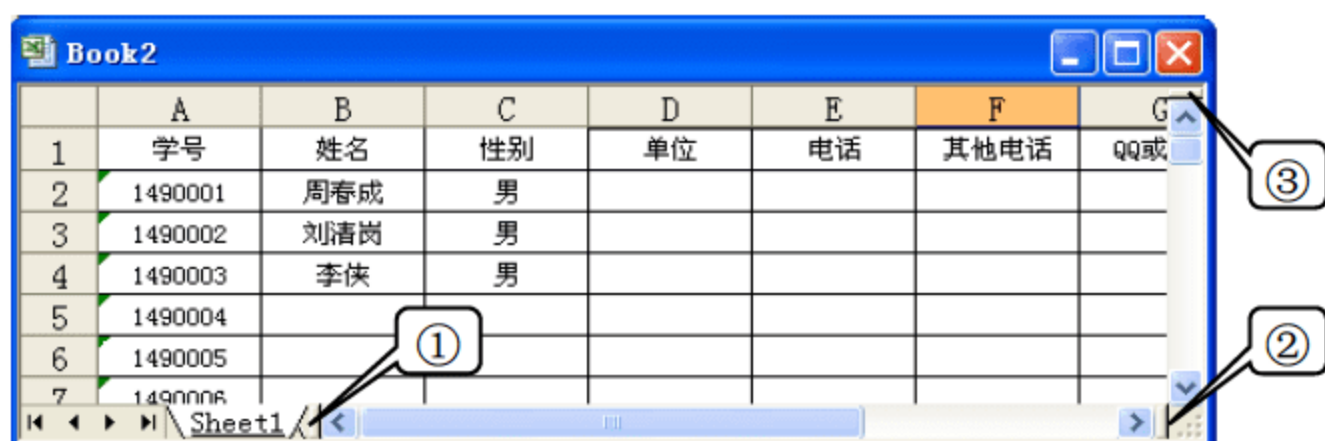 Book2
A B C D E F G
1 学号 姓名 性别 单位 电话 其他电话 QQ或
2 1490001 周春成 男
3 1490002 刘清岗 男
4 1490003 李侠 男
5 1490004
6 1490005
7 1490006
Sheet1
①
②
③